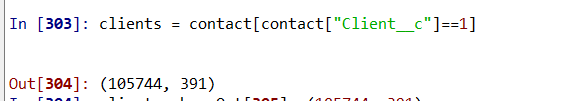 In [303]: clients = contact[contact["Client__c"]==1]
Out[304]: (105744, 391)